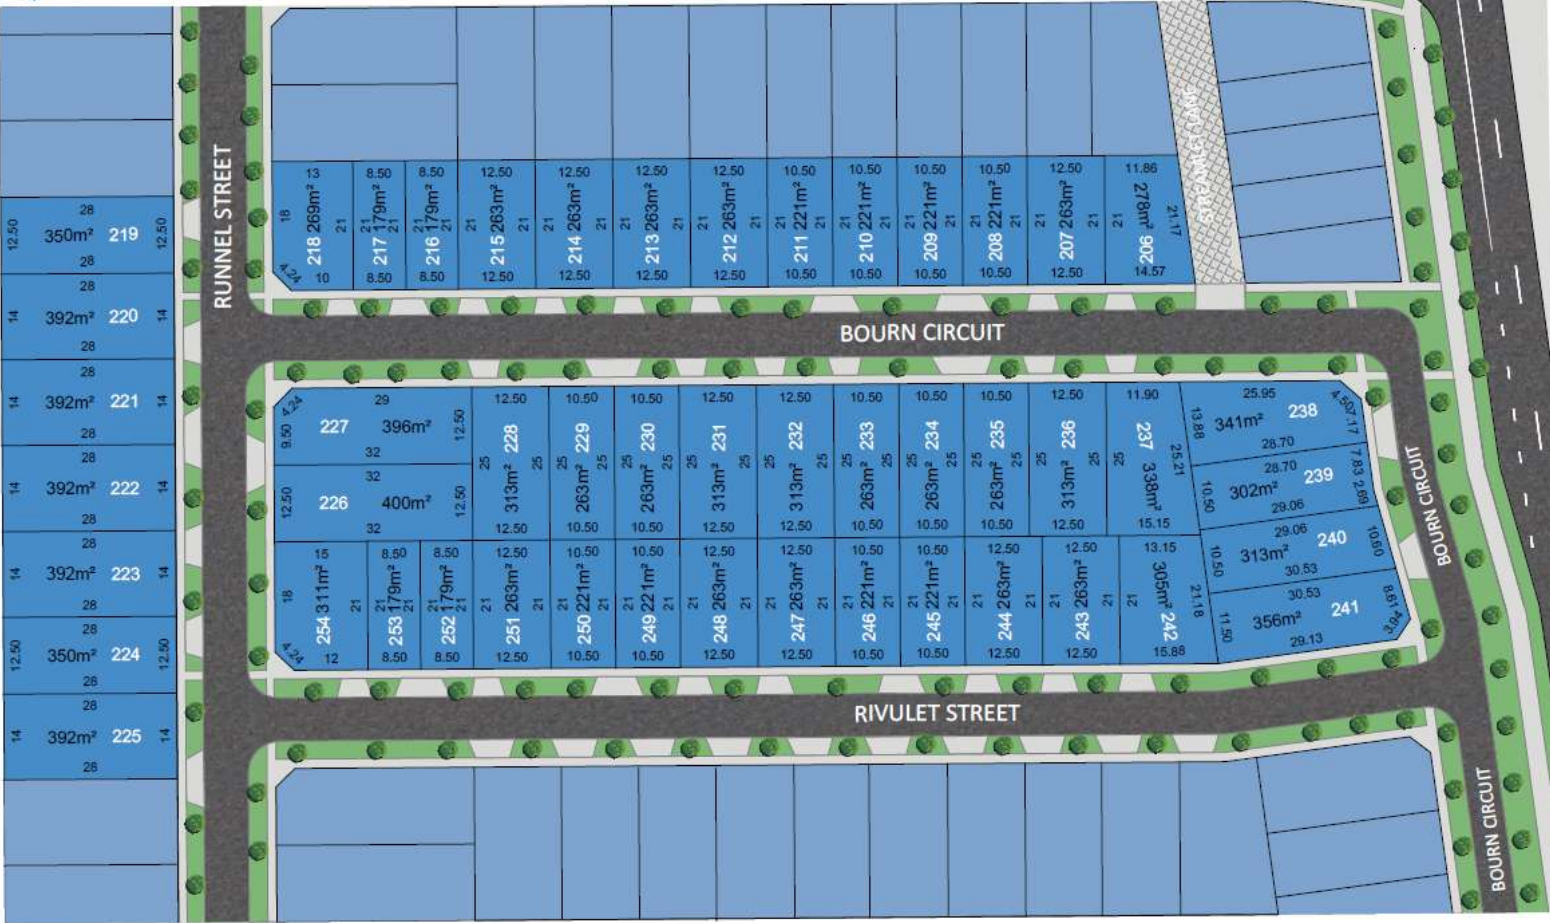 RUNNEL STREET
BOURN CIRCUIT
RIVULET STREET
BOURN CIRCUIT
BOURN CIRCUIT
28
12.50 350m² 219 12.50
28
28
14 392m² 220 14
28
28
14 392m² 221 14
28
28
14 392m² 222 14
28
28
14 392m² 223 14
28
28
12.50 350m² 224 12.50
28
28
14 392m² 225 14
28
13
18 218 269m² 21
4.24 10
8.50
21 217 179m² 21
8.50
8.50
21 216 179m² 21
8.50
12.50
21 215 263m² 21
12.50
12.50
21 214 263m² 21
12.50
12.50
21 213 263m² 21
12.50
12.50
21 212 263m² 21
12.50
10.50
21 211 221m² 21
10.50
10.50
21 210 221m² 21
10.50
10.50
21 209 221m² 21
10.50
10.50
21 208 221m² 21
10.50
12.50
21 207 263m² 21
12.50
11.86
21 278m² 206 21.17
14.57
4.24 29
9.50 227 396m² 12.50
32
32
12.50 226 400m² 12.50
32
12.50
25 313m² 228 25
12.50
10.50
25 263m² 229 25
10.50
10.50
25 263m² 230 25
10.50
12.50
25 313m² 231 25
12.50
12.50
25 313m² 232 25
12.50
10.50
25 263m² 233 25
10.50
10.50
25 263m² 234 25
10.50
10.50
25 263m² 235 25
10.50
12.50
25 313m² 236 25
12.50
11.90
25 237 338m² 25.21
15.15
25.95 4.50
13.88 341m² 238 7.17
28.70
28.70
10.50 302m² 239 7.83 2.69
29.06
29.06
10.50 313m² 240 10.60
30.53
30.53
11.50 356m² 241 8.61
29.13 3.94
15
18 254 311m² 21
4.24 12
8.50
21 253 179m² 21
8.50
8.50
21 252 179m² 21
8.50
12.50
21 251 263m² 21
12.50
10.50
21 250 221m² 21
10.50
10.50
21 249 221m² 21
10.50
12.50
21 248 263m² 21
12.50
12.50
21 247 263m² 21
12.50
10.50
21 246 221m² 21
10.50
10.50
21 245 221m² 21
10.50
12.50
21 244 263m² 21
12.50
12.50
21 243 263m² 21
12.50
13.15
21 305m² 242 21.18
15.88